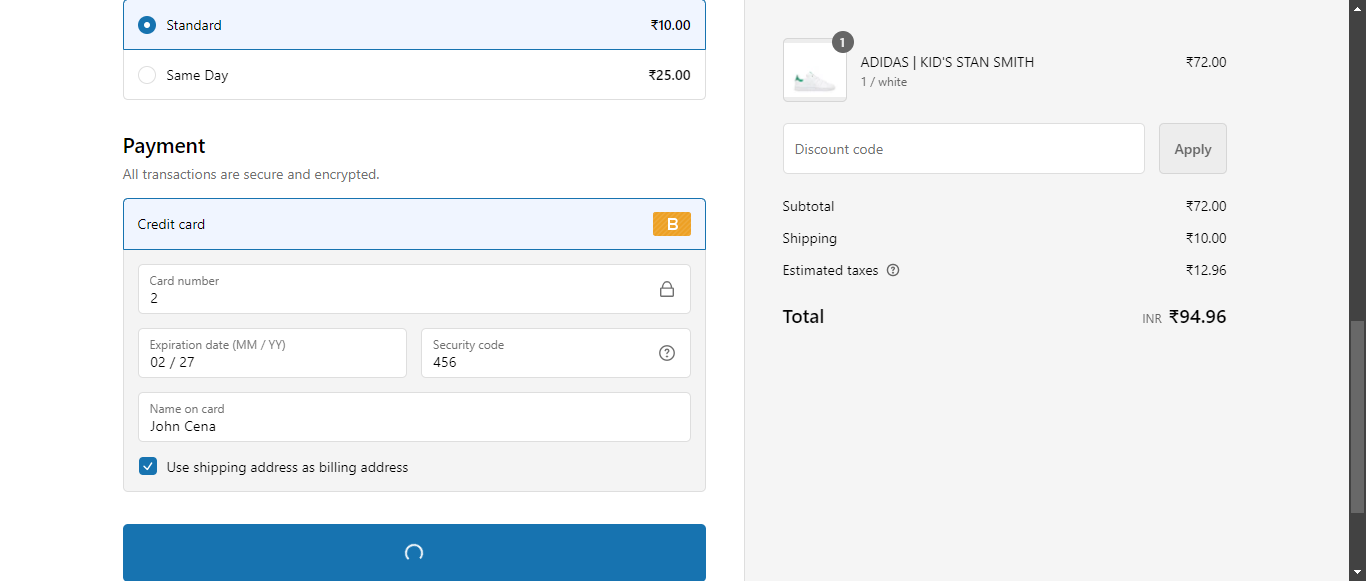 Standard ₹10.00
Same Day ₹25.00
Payment
All transactions are secure and encrypted.
Credit card B
Card number
2
Expiration date (MM / YY)
02 / 27
Security code
456
Name on card
John Cena
Use shipping address as billing address
1
ADIDAS | KID'S STAN SMITH ₹72.00
1 / white
Discount code Apply
Subtotal ₹72.00
Shipping ₹10.00
Estimated taxes ₹12.96
Total INR ₹94.96